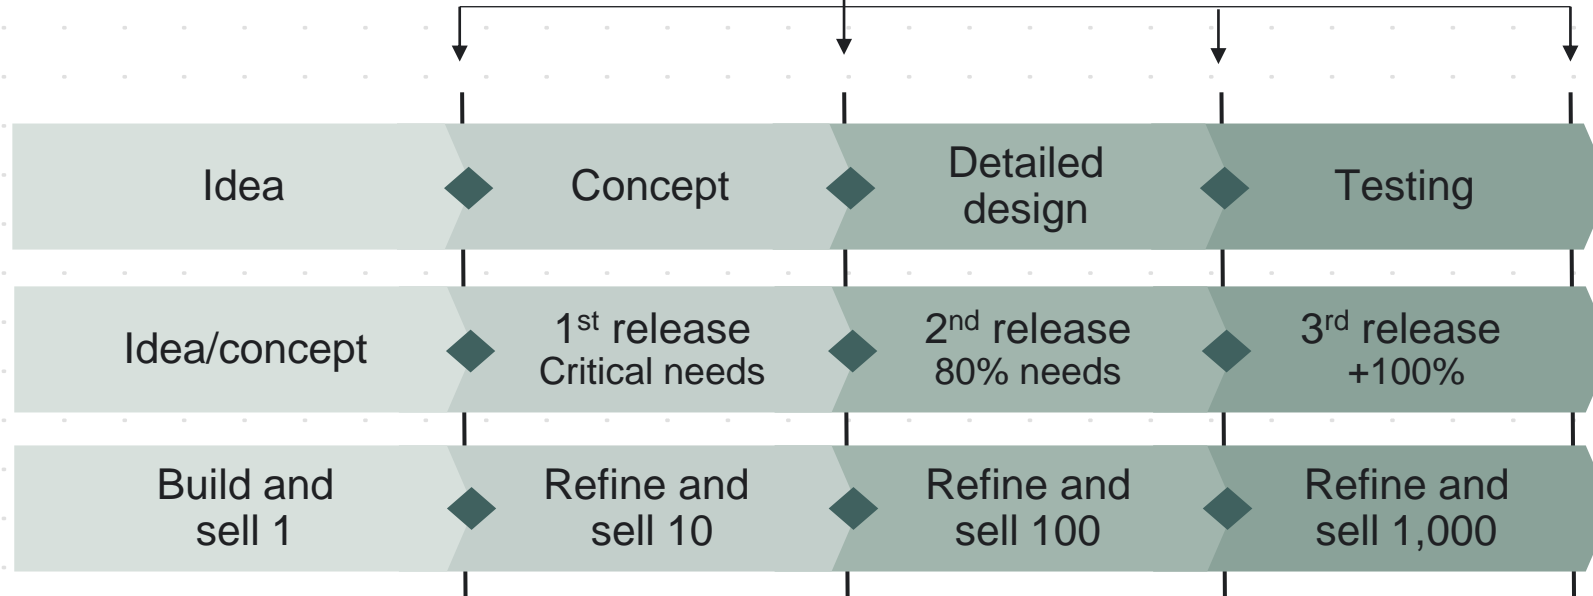 Idea
Concept
Detailed
design
Testing
Idea/concept
1st release
Critical needs
2nd release
80% needs
3rd release
+100%
Build and
sell 1
Refine and
sell 10
Refine and
sell 100
Refine and
sell 1,000